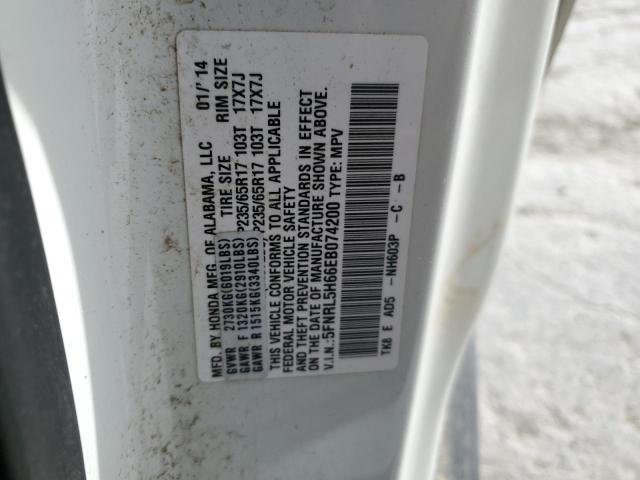 MFD. BY HONDA MFG. OF ALABAMA, LLC 01/'14
GVWR 2730KG(6019LBS) TIRE SIZE RIM SIZE
GAWR F 1320KG(2910LBS) P235/65R17 103T 17X7J
GAWR R 1515KG(3340LBS) P235/65R17 103T 17X7J
THIS VEHICLE CONFORMS TO ALL APPLICABLE
FEDERAL MOTOR VEHICLE SAFETY
AND THEFT PREVENTION STANDARDS IN EFFECT
ON THE DATE OF MANUFACTURE SHOWN ABOVE.
V.I.N.:5FNRL5H66EB074200 TYPE: MPV
TK8 E AD5 -NH603P -C -B